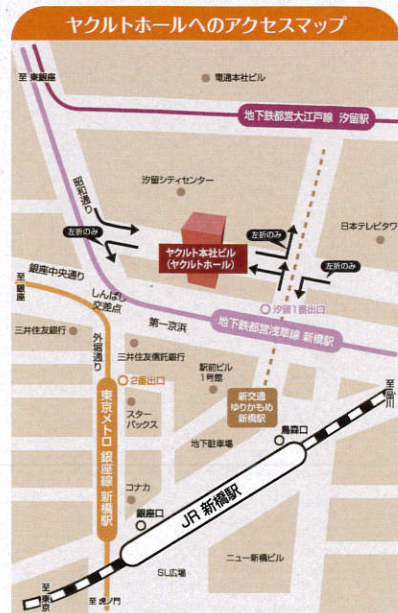 ヤクルトホールへのアクセスマップ
至 東銀座
電通本社ビル
地下鉄都営大江戸線 汐留駅
昭和通り
汐留シティセンター
左折のみ
左折のみ
日本テレビタワ
ヤクルト本社ビル
(ヤクルトホール)
左折のみ
銀座中央通り
至 銀座
しんばし
交差点
汐留1番出口
第一京浜
地下鉄都営浅草線 新橋駅
三井住友銀行
外堀通り
三井住友信託銀行
駅前ビル
1号館
2番出口
至 品川
新交通
ゆりかもめ
新橋駅
スター
バックス
東京メトロ 銀座線 新橋駅
烏森口
地下駐車場
JR 新橋駅
コナカ
銀座口
ニュー新橋ビル
SL広場
至 東京
至 虎ノ門